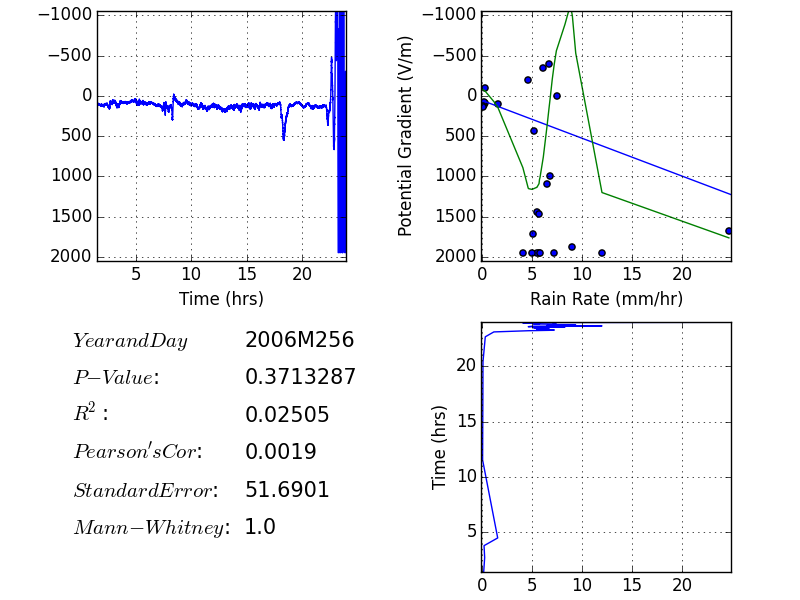 −1000
−500
0
500
1000
1500
2000
5 10 15 20
Time (hrs)
−1000
−500
0
500
1000
1500
2000
Potential Gradient (V/m)
0 5 10 15 20
Rain Rate (mm/hr)
YearandDay 2006M256
P−Value: 0.3713287
R²: 0.02505
Pearson'sCor: 0.0019
StandardError: 51.6901
Mann−Whitney: 1.0
20
15
10
5
Time (hrs)
0 5 10 15 20